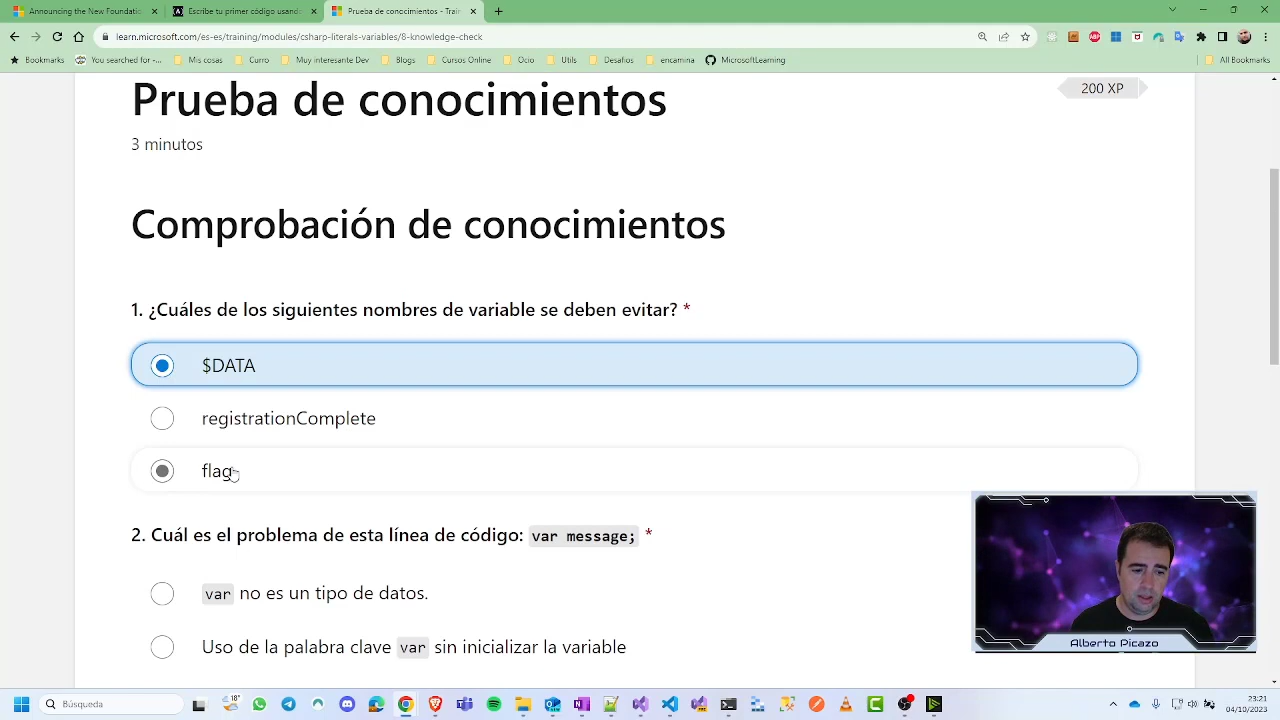 Announcing the New Foundatic
Escribe tu primer código usando
Prueba de conocimientos - Train
learn.microsoft.com/es-es/training/modules/csharp-literals-variables/8-knowledge-check
Bookmarks
You searched for -...
Mis cosas
Curro
Muy interesante Dev
Blogs
Cursos Online
Ocio
Utils
Desafios
encamina
MicrosoftLearning
All Bookmarks
Prueba de conocimientos
200 XP
3 minutos
Comprobación de conocimientos
1. ¿Cuáles de los siguientes nombres de variable se deben evitar? *
$DATA
registrationComplete
flag
2. Cuál es el problema de esta línea de código: var message; *
var no es un tipo de datos.
Uso de la palabra clave var sin inicializar la variable
Alberto Picazo
Búsqueda
18°
23:21
04/10/2023